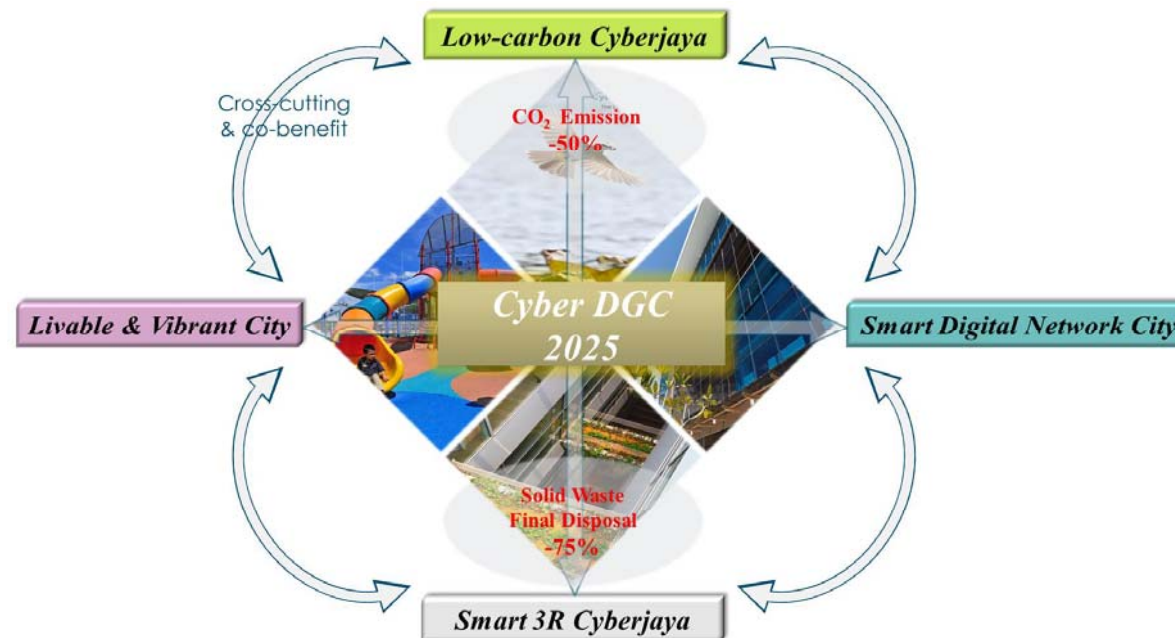 Low-carbon Cyberjaya
Cross-cutting
& co-benefit
CO₂ Emission
-50%
Livable & Vibrant City
Cyber DGC
2025
Smart Digital Network City
Solid Waste
Final Disposal
-75%
Smart 3R Cyberjaya